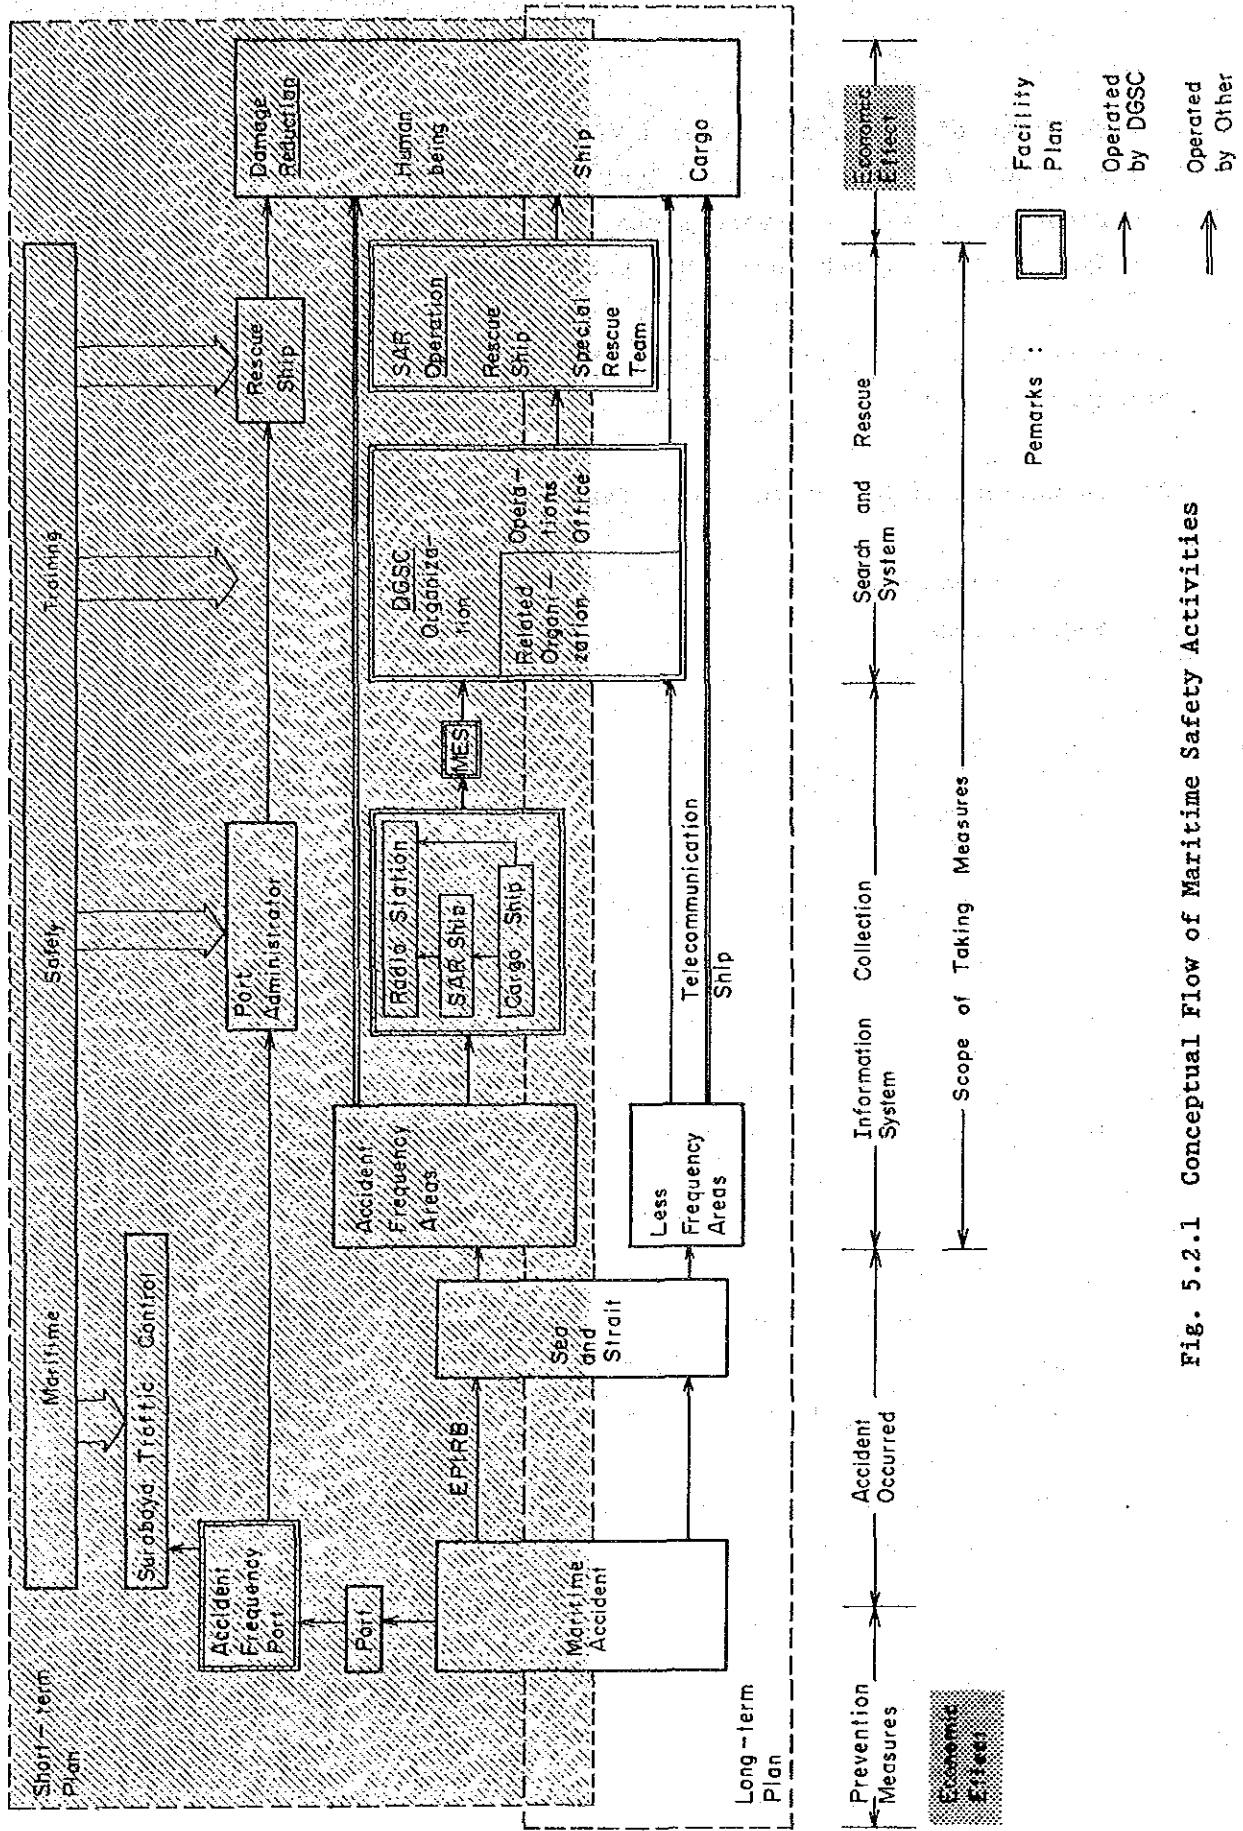 Short-term
Plan
Maritime Safety Training
Surabaya Traffic Control
Accident
Frequency
Port
Port
Port
Administrator
Rescue
Ship
Damage
Reduction
Human
being
Ship
Cargo
Maritime
Accident
EPIRB
Sea
and
Strait
Accident
Frequency
Areas
Less
Frequency
Areas
Radio Station
SAR Ship
Cargo Ship
MES
DGSC
Organiza-
tion
Related
Organi-
zation
Opera-
tions
Office
SAR
Operation
Rescue
Ship
Special
Rescue
Team
Telecommunication
Ship
Long-term
Plan
Prevention
Measures
Accident
Occurred
Information Collection
System
Search and Rescue
System
Economic
Effect
Scope of Taking Measures
Economic
Effect
Pemarks :
Facility
Plan
Operated
by DGSC
Operated
by Other
Fig. 5.2.1 Conceptual Flow of Maritime Safety Activities